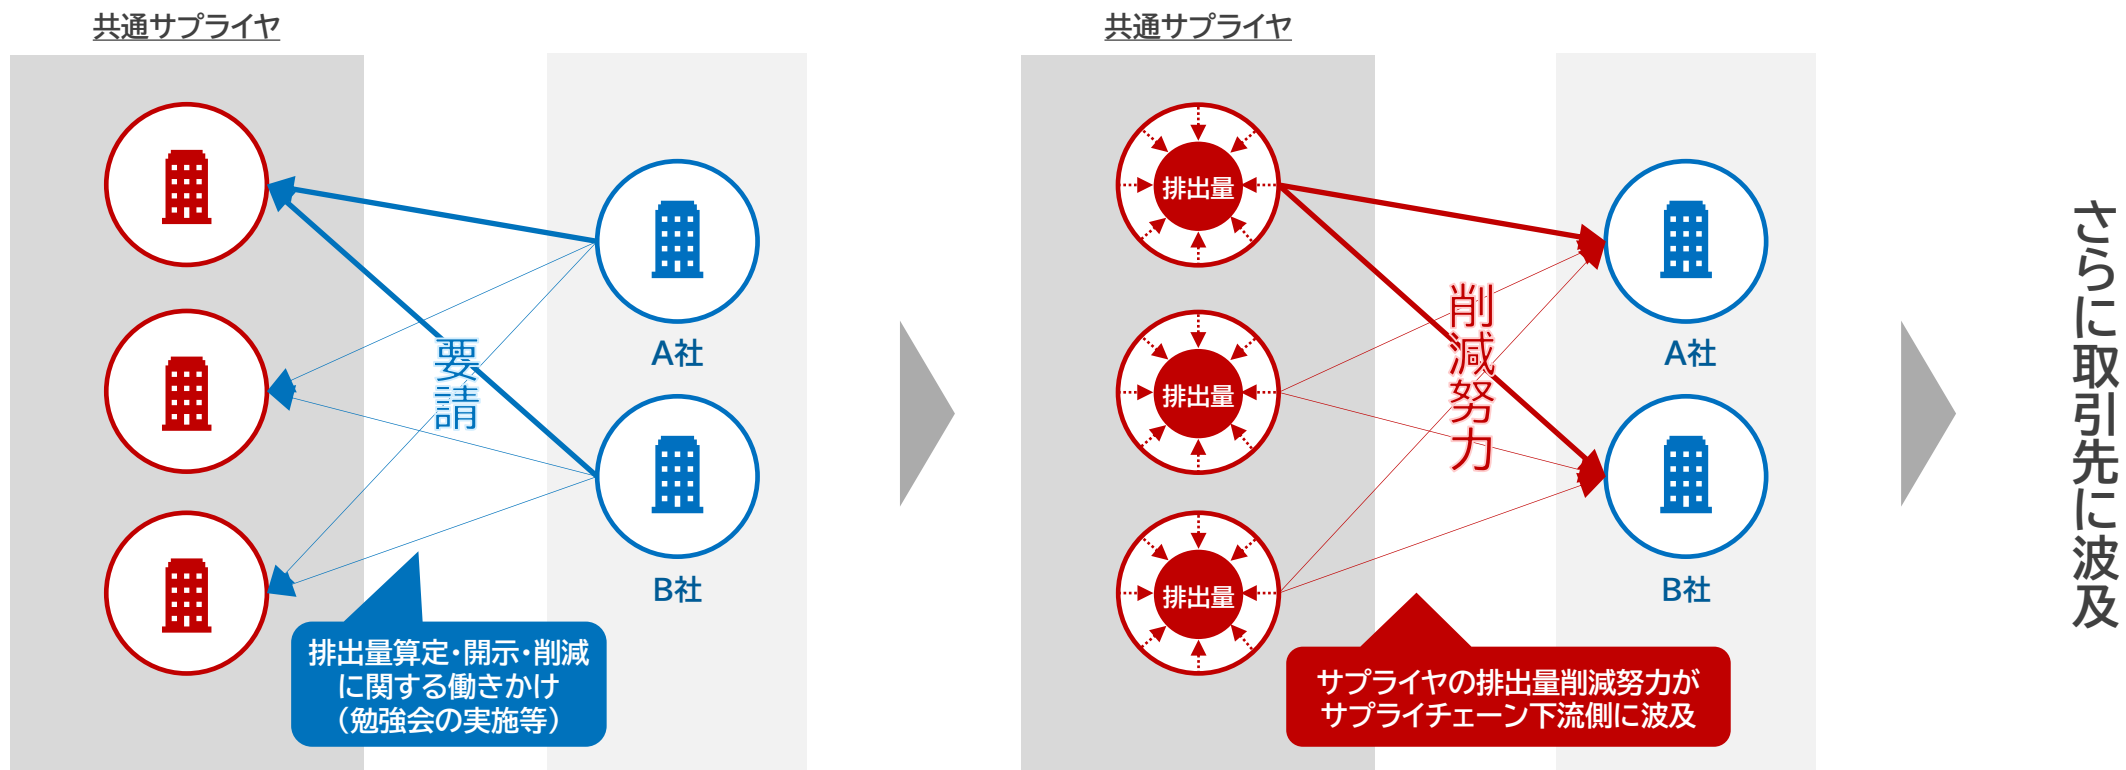 共通サプライヤ
要請
A社
B社
排出量算定・開示・削減
に関する働きかけ
（勉強会の実施等）
共通サプライヤ
排出量
排出量
排出量
削減努力
A社
B社
サプライヤの排出量削減努力が
サプライチェーン下流側に波及
さらに取引先に波及